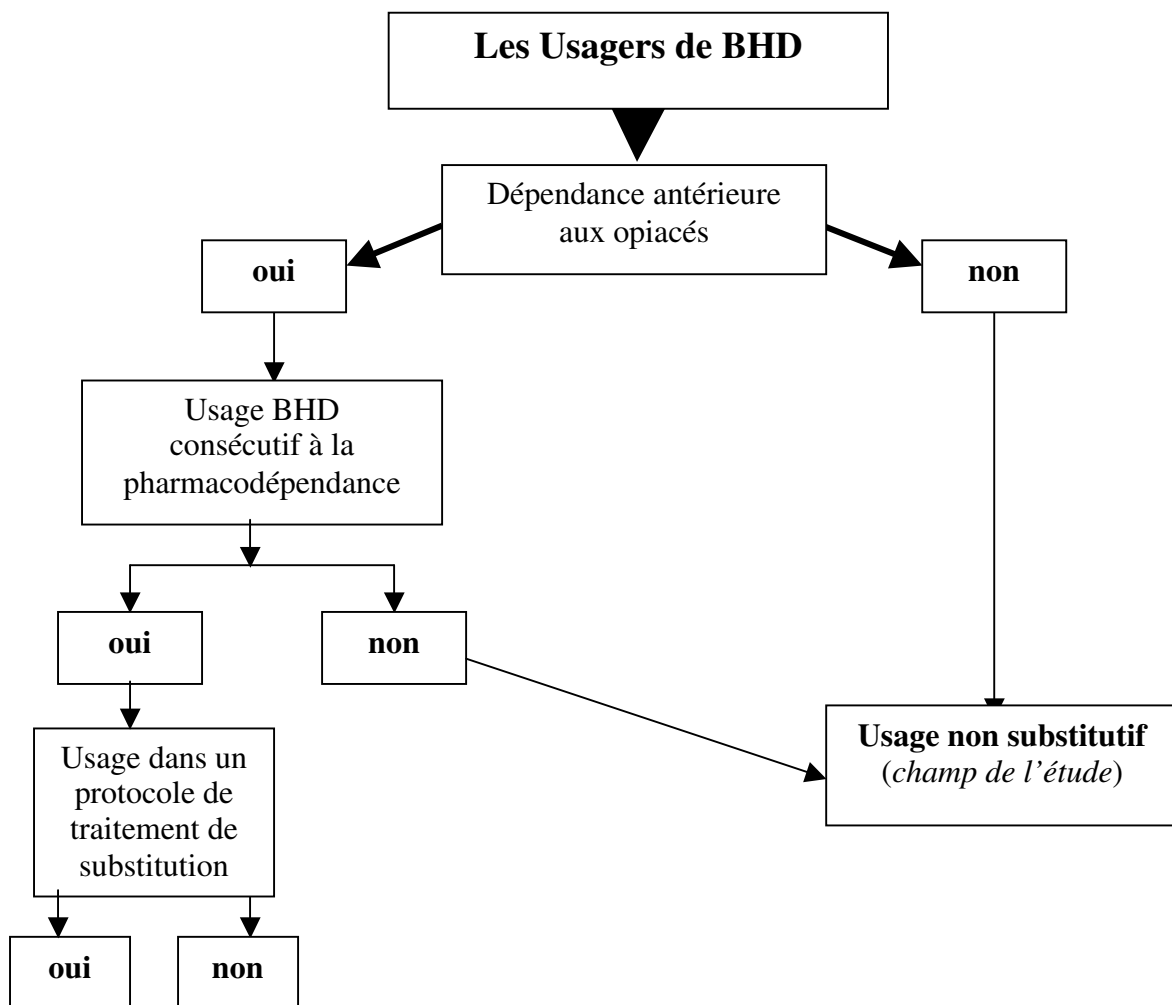 Les Usagers de BHD
Dépendance antérieure
aux opiacés
oui
non
Usage BHD
consécutif à la
pharmacodépendance
oui
non
Usage non substitutif
(champ de l’étude)
Usage dans un
protocole de
traitement de
substitution
oui
non